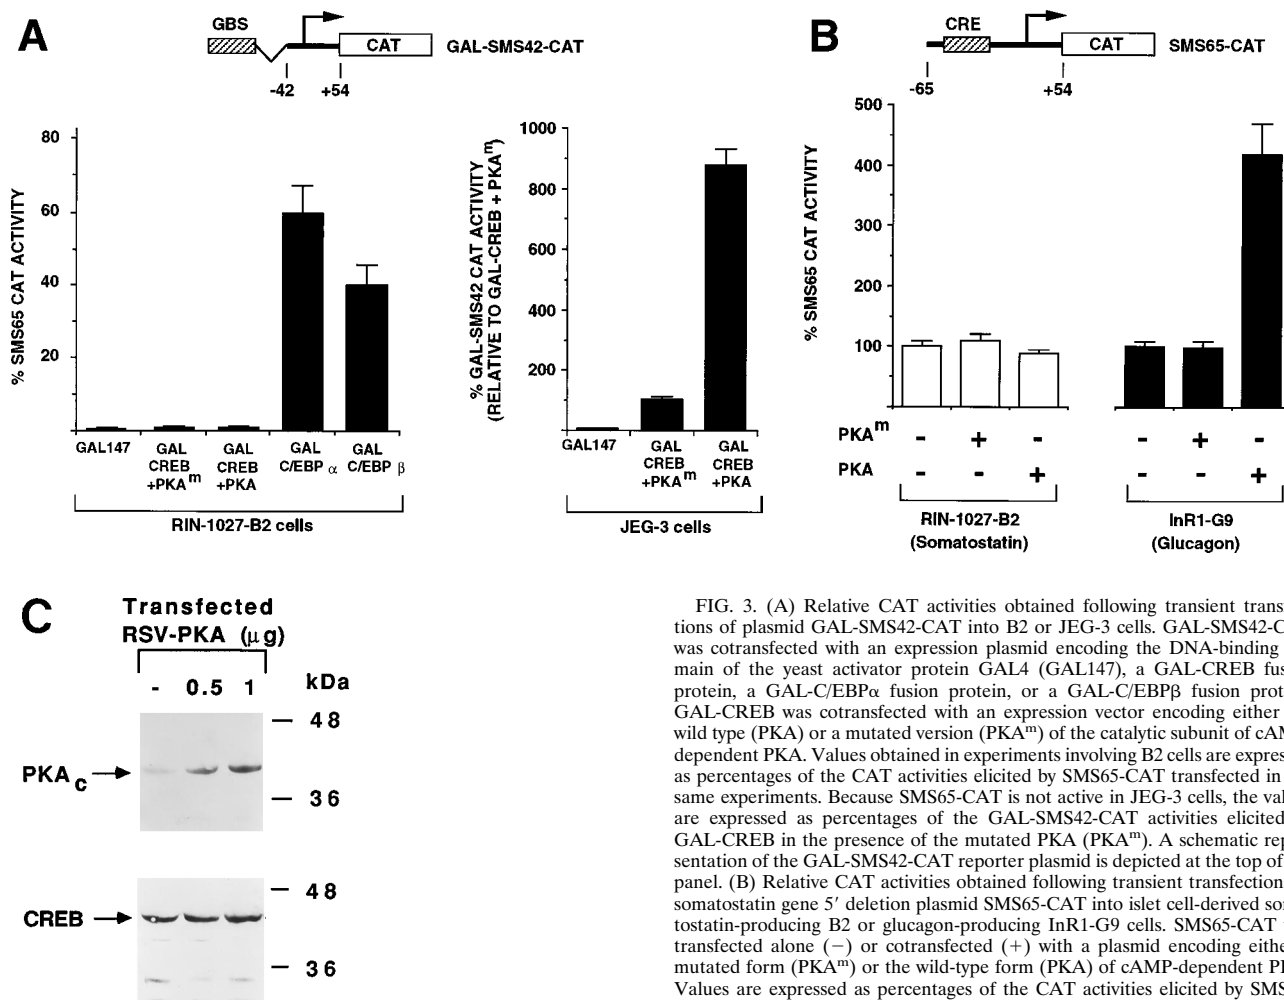 A
GBS
CAT
GAL-SMS42-CAT
-42
+54
% SMS65 CAT ACTIVITY
80
60
40
20
GAL147
GAL CREB +PKAᵐ
GAL CREB +PKA
GAL C/EBP α
GAL C/EBP β
RIN-1027-B2 cells
% GAL-SMS42 CAT ACTIVITY
(RELATIVE TO GAL-CREB + PKAᵐ)
1000
800
600
400
200
GAL147
GAL CREB +PKAᵐ
GAL CREB +PKA
JEG-3 cells
B
CRE
CAT
SMS65-CAT
-65
+54
% SMS65 CAT ACTIVITY
500
400
300
200
100
PKAᵐ - + - - + -
PKA - - + - - +
RIN-1027-B2
(Somatostatin)
InR1-G9
(Glucagon)
C
Transfected
RSV-PKA (μg)
- 0.5 1
kDa
48
PKA c
36
48
CREB
36
FIG. 3. (A) Relative CAT activities obtained following transient trans
tions of plasmid GAL-SMS42-CAT into B2 or JEG-3 cells. GAL-SMS42-C
was cotransfected with an expression plasmid encoding the DNA-binding
main of the yeast activator protein GAL4 (GAL147), a GAL-CREB fus
protein, a GAL-C/EBPα fusion protein, or a GAL-C/EBPβ fusion prot
GAL-CREB was cotransfected with an expression vector encoding either
wild type (PKA) or a mutated version (PKAᵐ) of the catalytic subunit of cA
dependent PKA. Values obtained in experiments involving B2 cells are expres
as percentages of the CAT activities elicited by SMS65-CAT transfected in
same experiments. Because SMS65-CAT is not active in JEG-3 cells, the val
are expressed as percentages of the GAL-SMS42-CAT activities elicited
GAL-CREB in the presence of the mutated PKA (PKAᵐ). A schematic rep
sentation of the GAL-SMS42-CAT reporter plasmid is depicted at the top of
panel. (B) Relative CAT activities obtained following transient transfection
somatostatin gene 5′ deletion plasmid SMS65-CAT into islet cell-derived so
tostatin-producing B2 or glucagon-producing InR1-G9 cells. SMS65-CAT
transfected alone (−) or cotransfected (+) with a plasmid encoding eithe
mutated form (PKAᵐ) or the wild-type form (PKA) of cAMP-dependent P
Values are expressed as percentages of the CAT activities elicited by SMS